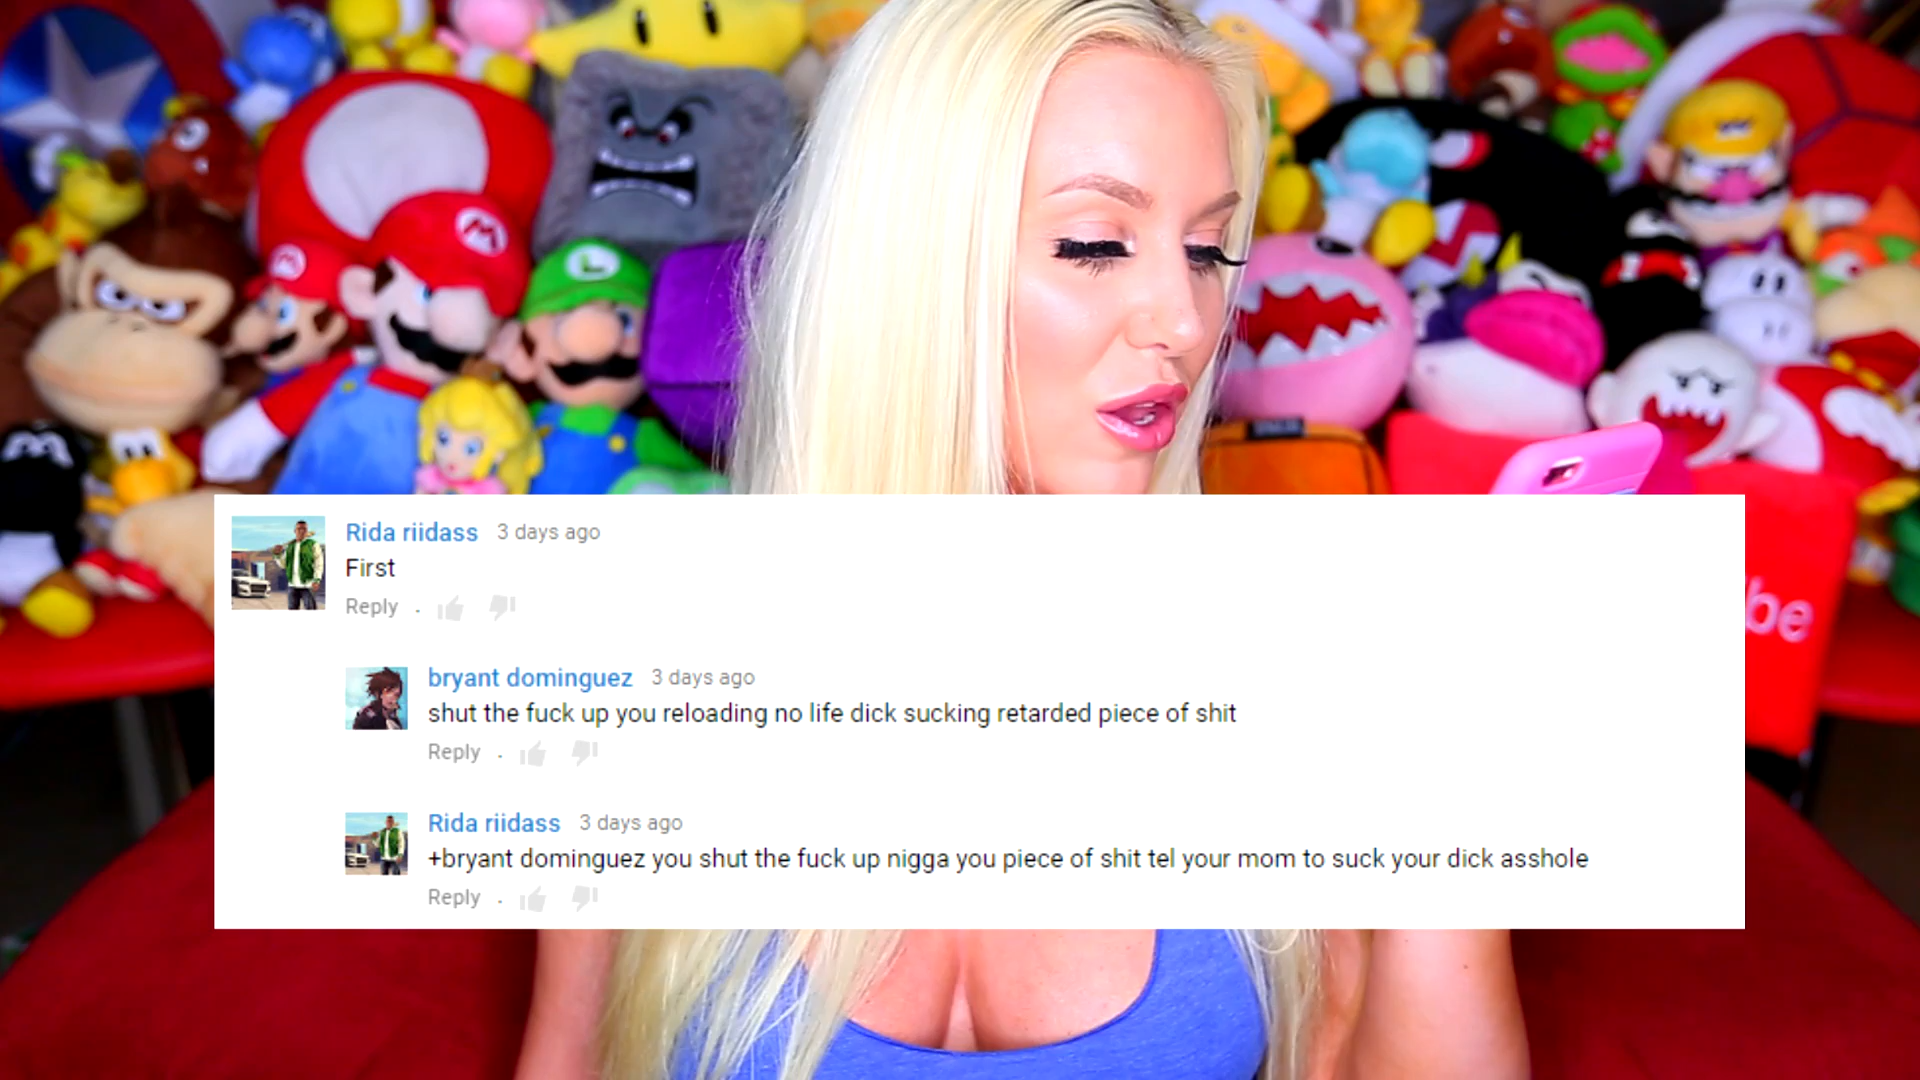 M
M
L
Rida riidass 3 days ago
First
Reply .
be
bryant dominguez 3 days ago
shut the fuck up you reloading no life dick sucking retarded piece of shit
Reply .
Rida riidass 3 days ago
+bryant dominguez you shut the fuck up nigga you piece of shit tel your mom to suck your dick asshole
Reply .